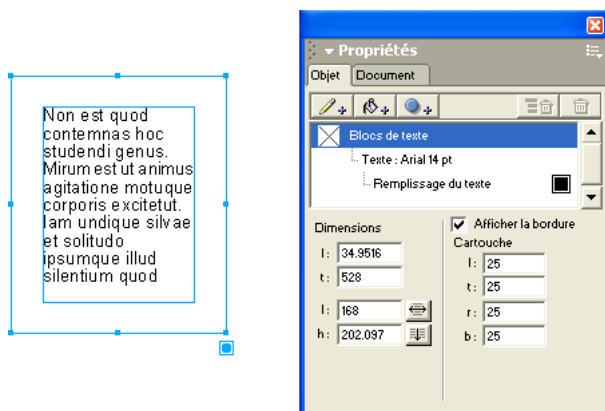 Non est quod
contemnas hoc
studendi genus.
Mirum est ut animus
agitatione motuque
corporis excitetut.
Iam undique silvae
et solitudo
ipsumque illud
silentium quod
Propriétés
Objet Document
Blocs de texte
Texte : Arial 14 pt
Remplissage du texte
Dimensions
l: 34.9516
t: 528
l: 168
h: 202.097
Afficher la bordure
Cartouche
l: 25
t: 25
r: 25
b: 25